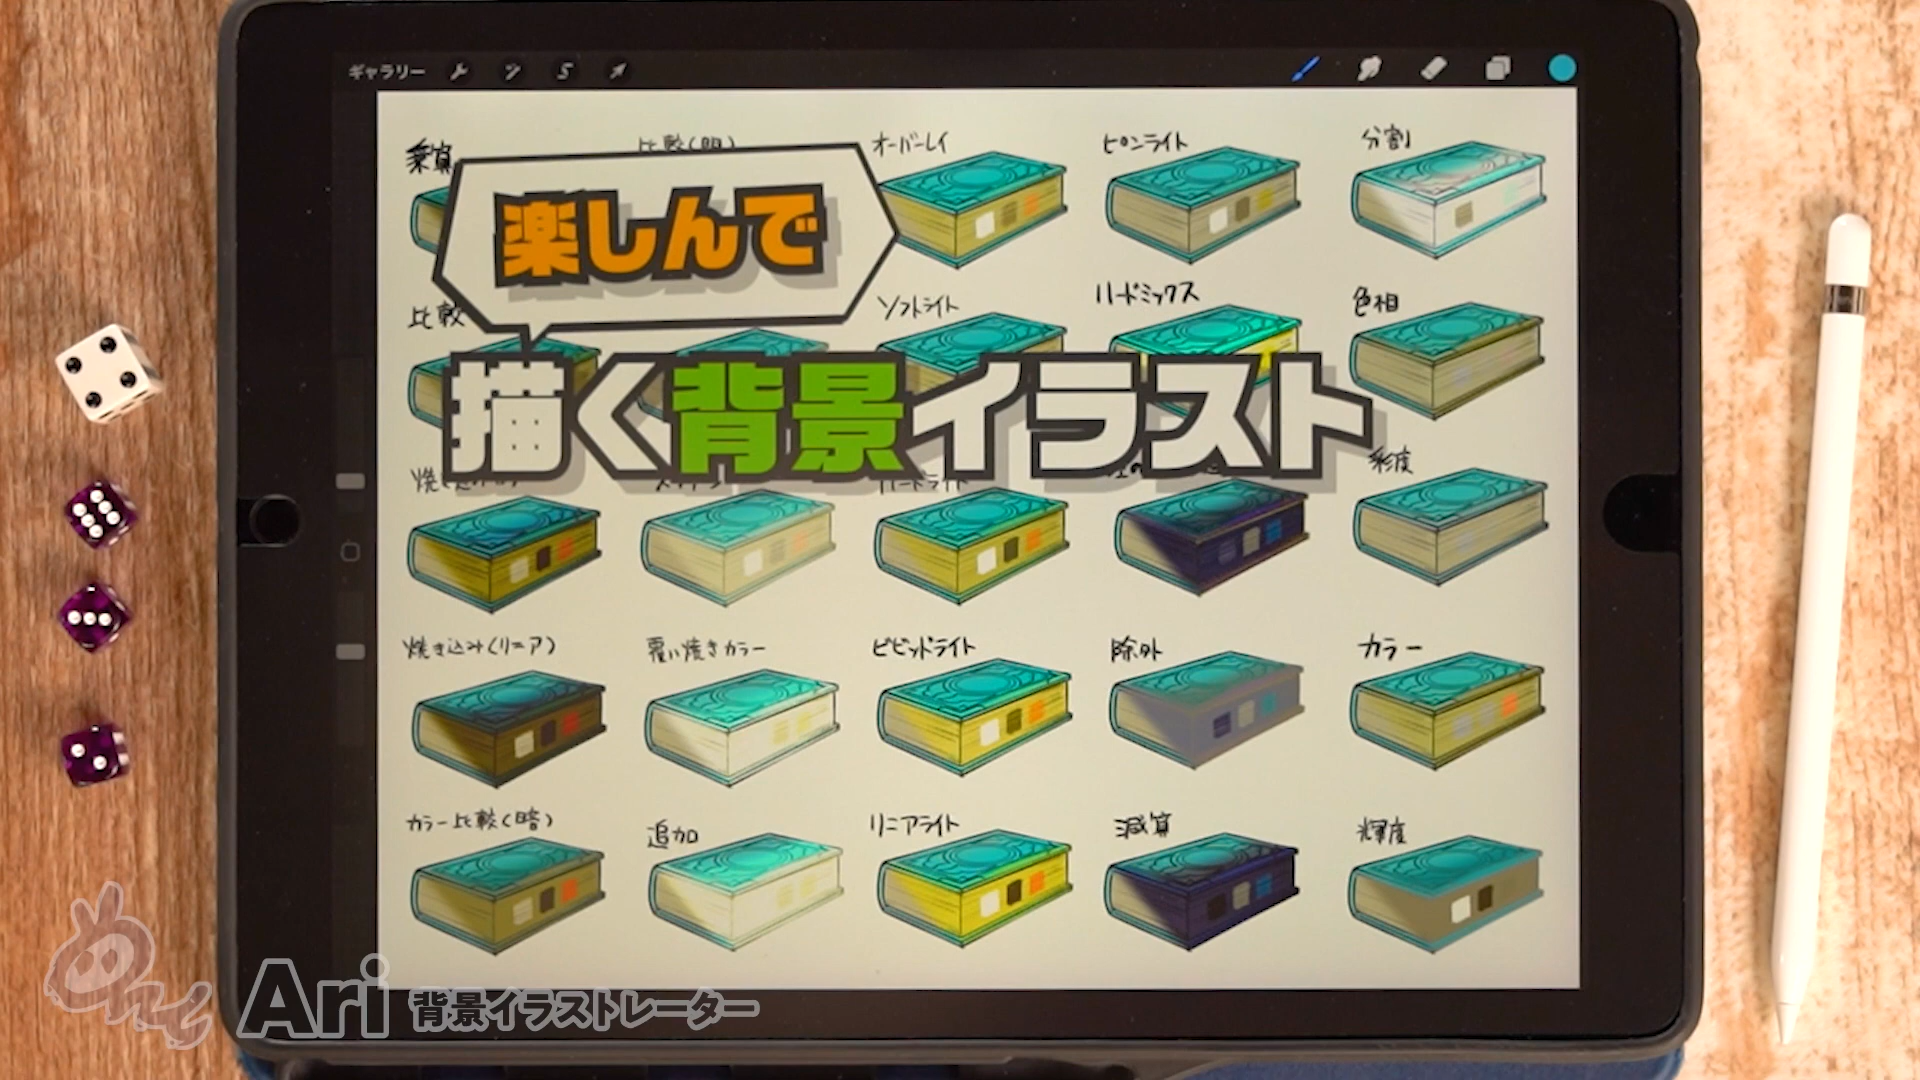 ギャラリー
乗算
オーバーレイ
ピンライト
分割
楽しんで
比較
ソフトライト
ハードミックス
色相
描く背景イラスト
彩度
焼き込み(リニア)
覆い焼きカラー
ビビッドライト
除外
カラー
カラー比較(暗)
追加
リニアライト
減算
輝度
Ari 背景イラストレーター